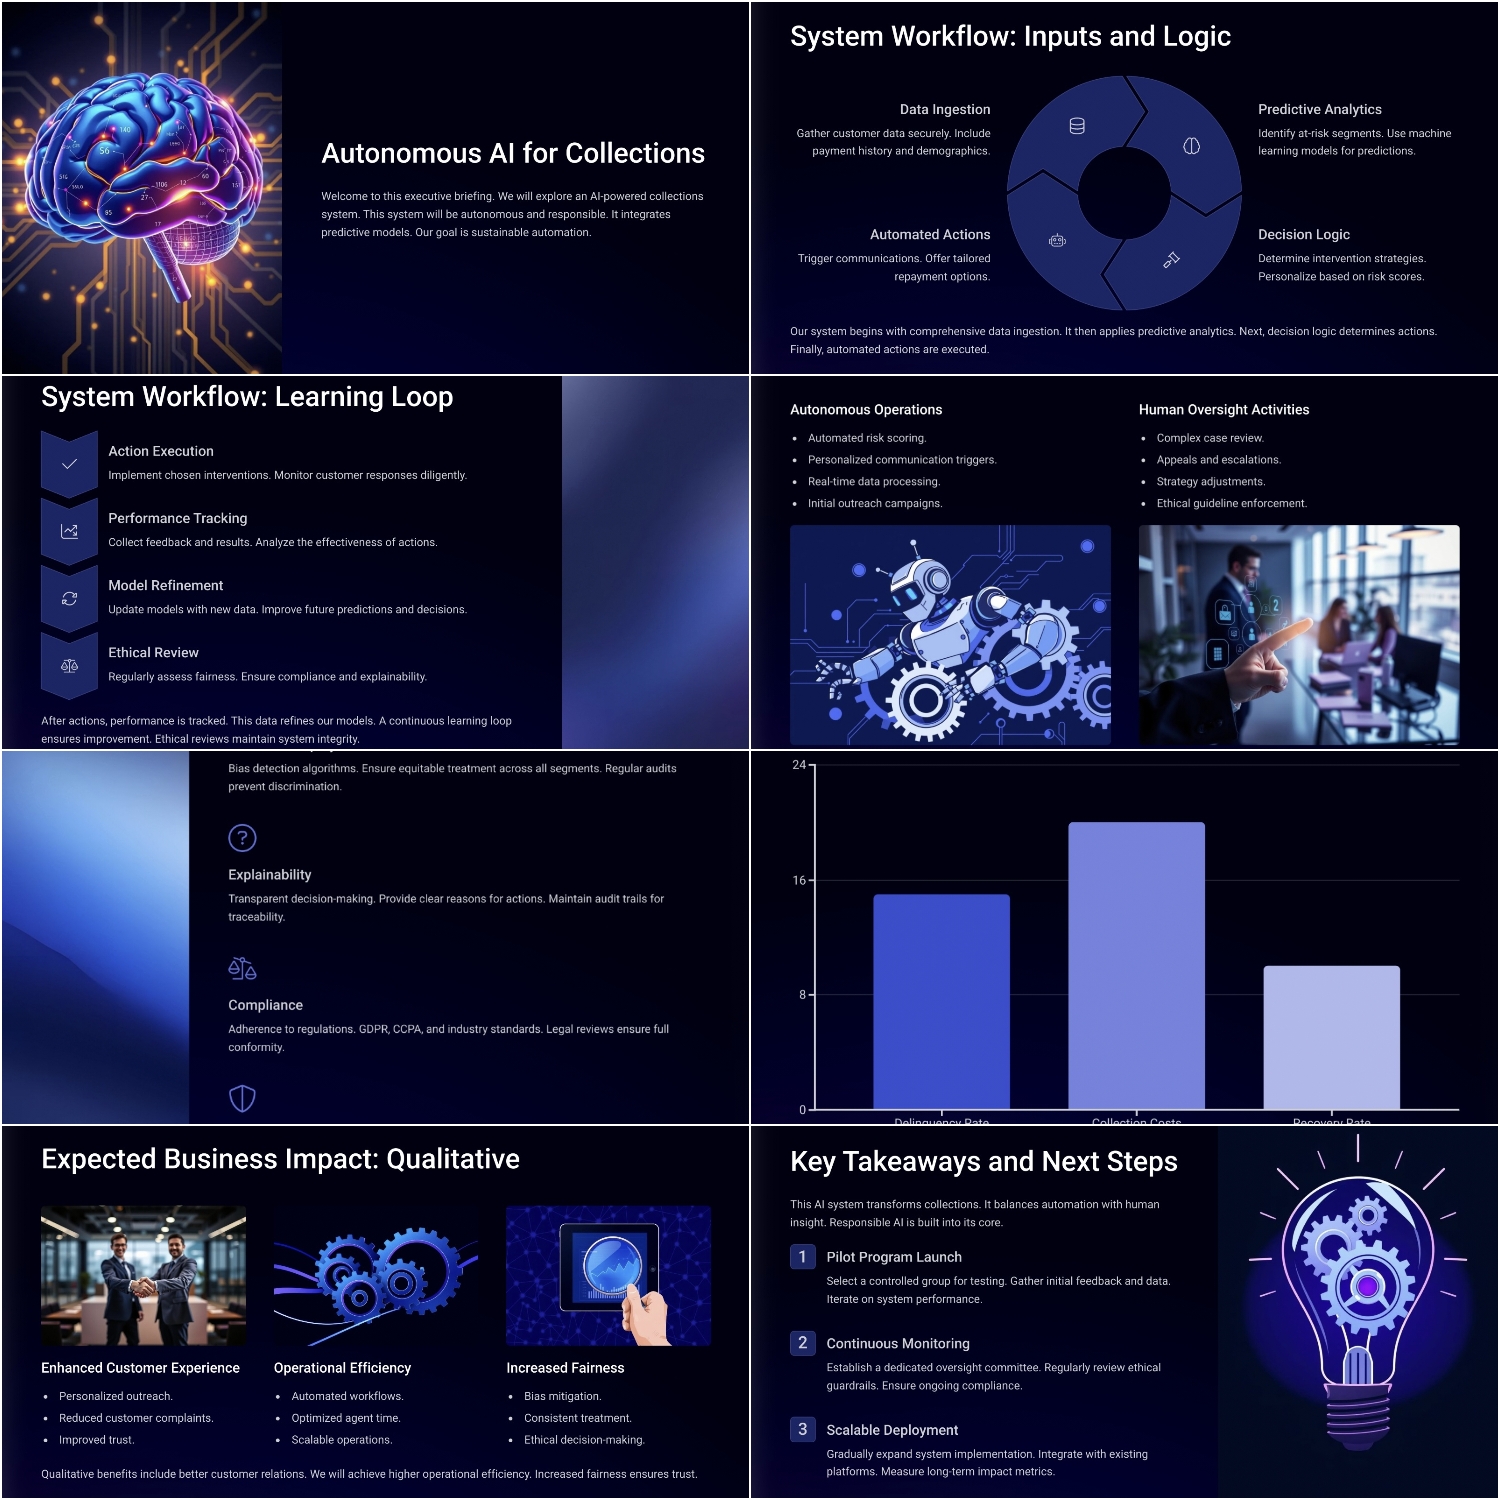 Autonomous AI for Collections
Welcome to this executive briefing. We will explore an AI-powered collections
system. This system will be autonomous and responsible. It integrates
predictive models. Our goal is sustainable automation.
System Workflow: Inputs and Logic
Data Ingestion
Gather customer data securely. Include
payment history and demographics.
Predictive Analytics
Identify at-risk segments. Use machine
learning models for predictions.
Automated Actions
Trigger communications. Offer tailored
repayment options.
Decision Logic
Determine intervention strategies.
Personalize based on risk scores.
Our system begins with comprehensive data ingestion. It then applies predictive analytics. Next, decision logic determines actions.
Finally, automated actions are executed.
System Workflow: Learning Loop
Action Execution
Implement chosen interventions. Monitor customer responses diligently.
Performance Tracking
Collect feedback and results. Analyze the effectiveness of actions.
Model Refinement
Update models with new data. Improve future predictions and decisions.
Ethical Review
Regularly assess fairness. Ensure compliance and explainability.
After actions, performance is tracked. This data refines our models. A continuous learning loop
ensures improvement. Ethical reviews maintain system integrity.
Autonomous Operations
• Automated risk scoring.
• Personalized communication triggers.
• Real-time data processing.
• Initial outreach campaigns.
Human Oversight Activities
• Complex case review.
• Appeals and escalations.
• Strategy adjustments.
• Ethical guideline enforcement.
Bias detection algorithms. Ensure equitable treatment across all segments. Regular audits
prevent discrimination.
Explainability
Transparent decision-making. Provide clear reasons for actions. Maintain audit trails for
traceability.
Compliance
Adherence to regulations. GDPR, CCPA, and industry standards. Legal reviews ensure full
conformity.
24
16
8
0
Delinquency Rate
Collection Costs
Recovery Rate
Expected Business Impact: Qualitative
Enhanced Customer Experience
• Personalized outreach.
• Reduced customer complaints.
• Improved trust.
Operational Efficiency
• Automated workflows.
• Optimized agent time.
• Scalable operations.
Increased Fairness
• Bias mitigation.
• Consistent treatment.
• Ethical decision-making.
Qualitative benefits include better customer relations. We will achieve higher operational efficiency. Increased fairness ensures trust.
Key Takeaways and Next Steps
This AI system transforms collections. It balances automation with human
insight. Responsible AI is built into its core.
1 Pilot Program Launch
Select a controlled group for testing. Gather initial feedback and data.
Iterate on system performance.
2 Continuous Monitoring
Establish a dedicated oversight committee. Regularly review ethical
guardrails. Ensure ongoing compliance.
3 Scalable Deployment
Gradually expand system implementation. Integrate with existing
platforms. Measure long-term impact metrics.